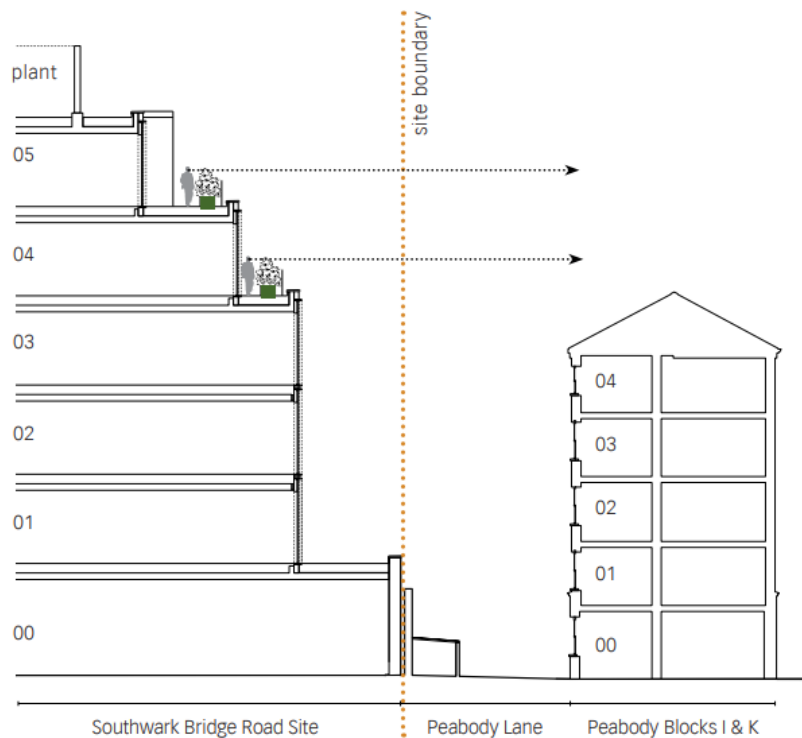 plant
site boundary
05
04
03
02
01
00
04
03
02
01
00
Southwark Bridge Road Site
Peabody Lane
Peabody Blocks I & K